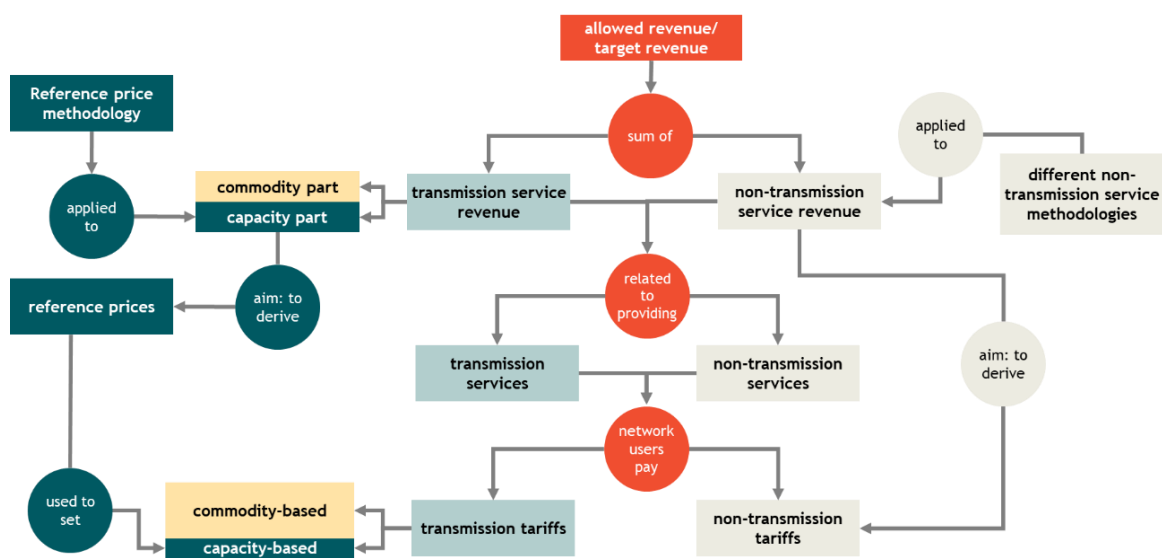 allowed revenue/
target revenue
Reference price
methodology
sum of
applied
to
commodity part
capacity part
transmission service
revenue
non-transmission
service revenue
different non-
transmission service
methodologies
applied
to
reference prices
aim: to
derive
related
to
providing
transmission
services
non-transmission
services
aim: to
derive
network
users
pay
used to
set
commodity-based
capacity-based
transmission tariffs
non-transmission
tariffs